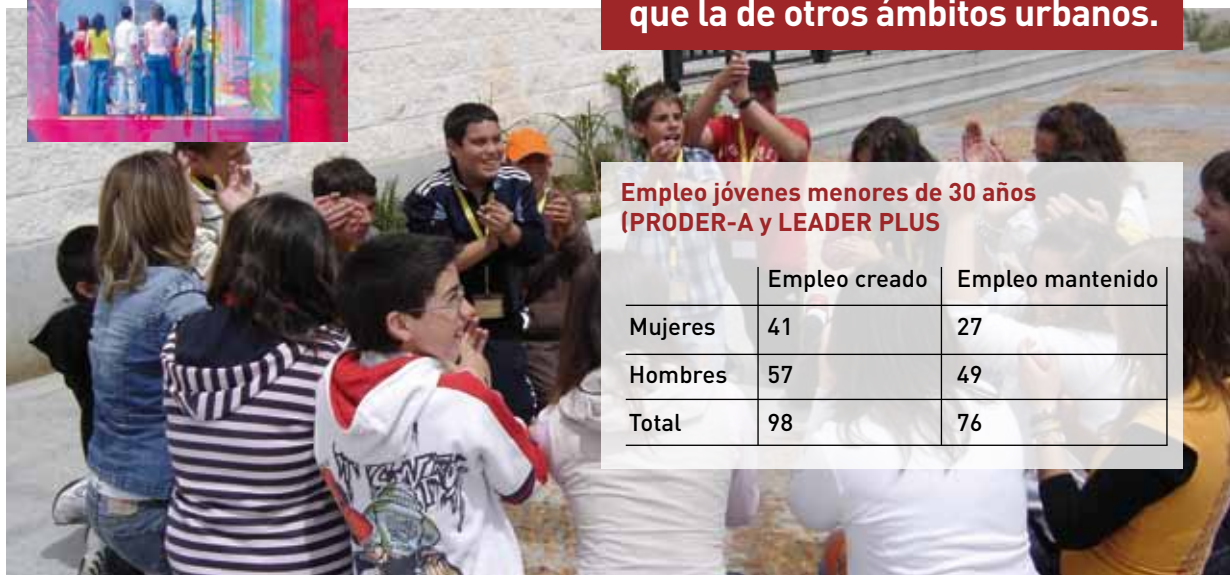 que la de otros ámbitos urbanos.
Empleo jóvenes menores de 30 años
(PRODER-A y LEADER PLUS
Empleo creado Empleo mantenido
Mujeres 41 27
Hombres 57 49
Total 98 76